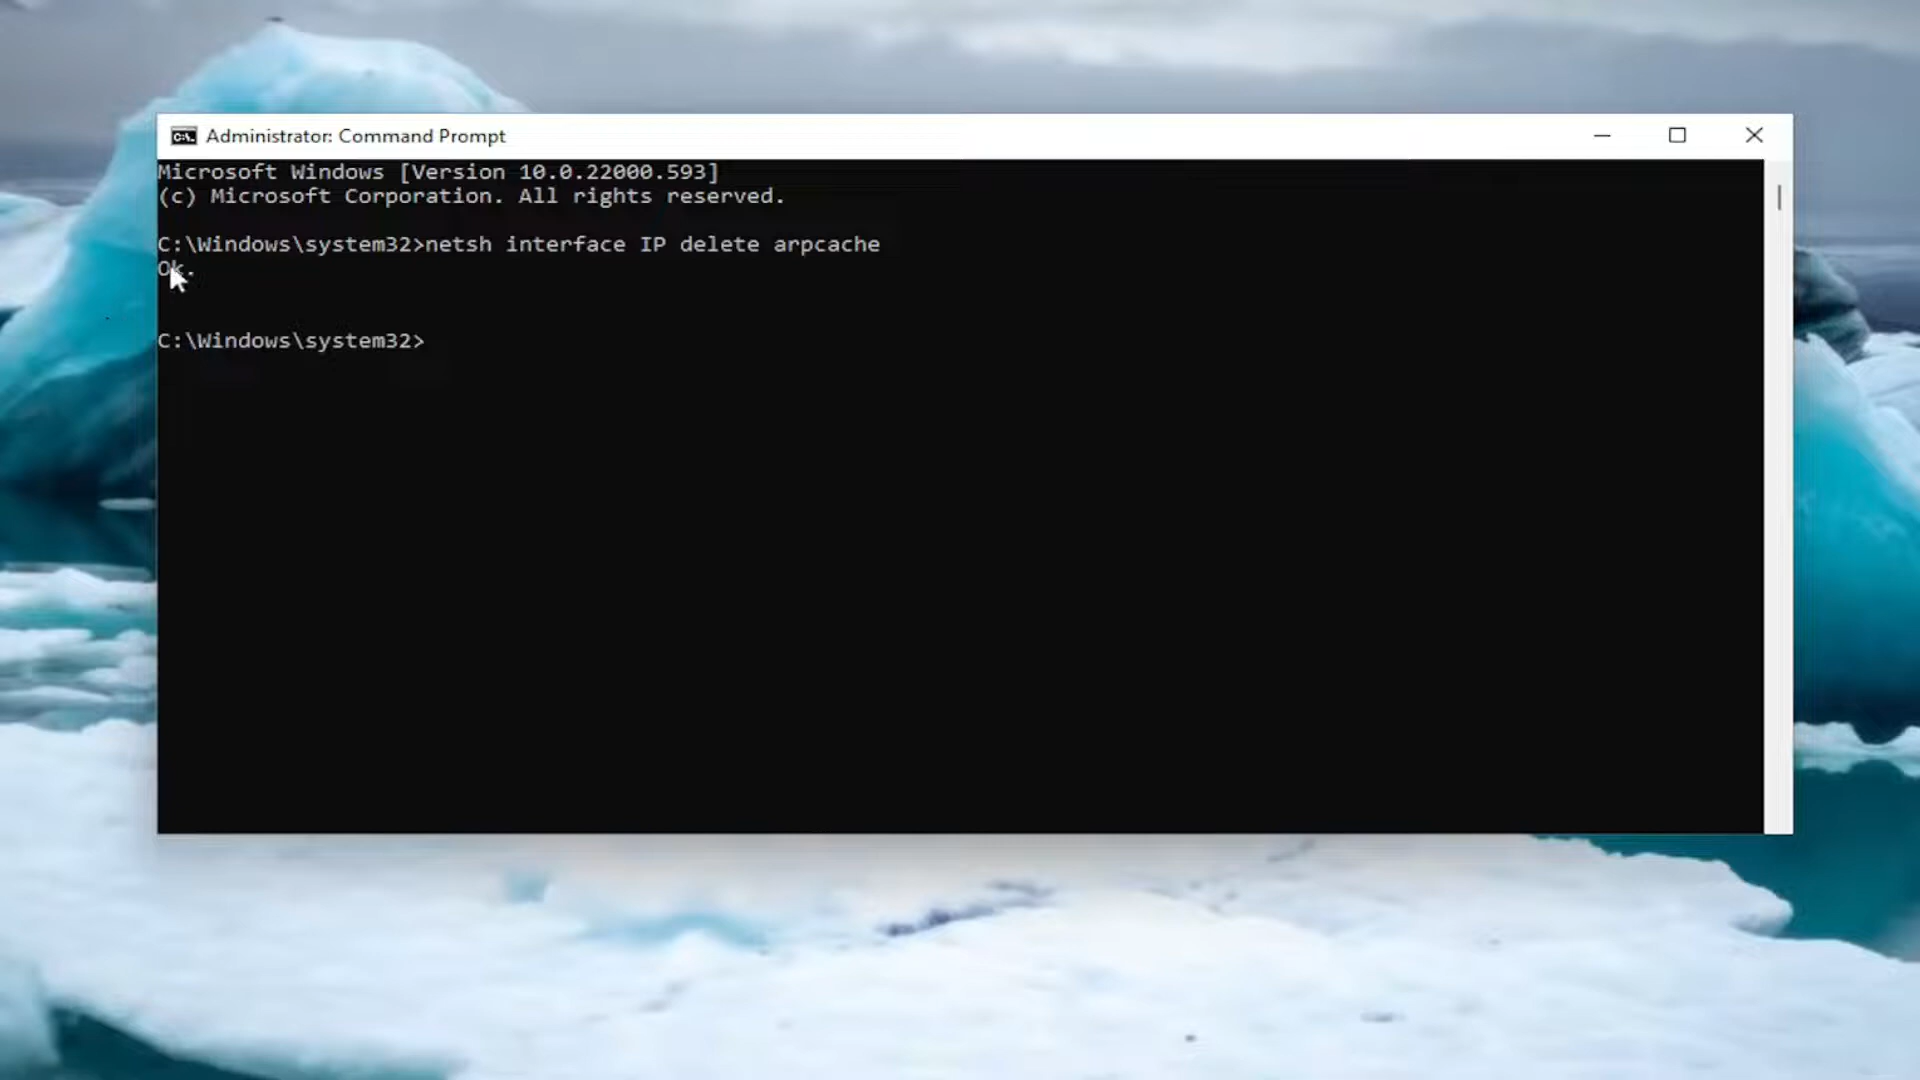 Administrator: Command Prompt
Microsoft Windows [Version 10.0.22000.593]
(c) Microsoft Corporation. All rights reserved.
C:\Windows\system32>netsh interface IP delete arpcache
Ok.
C:\Windows\system32>